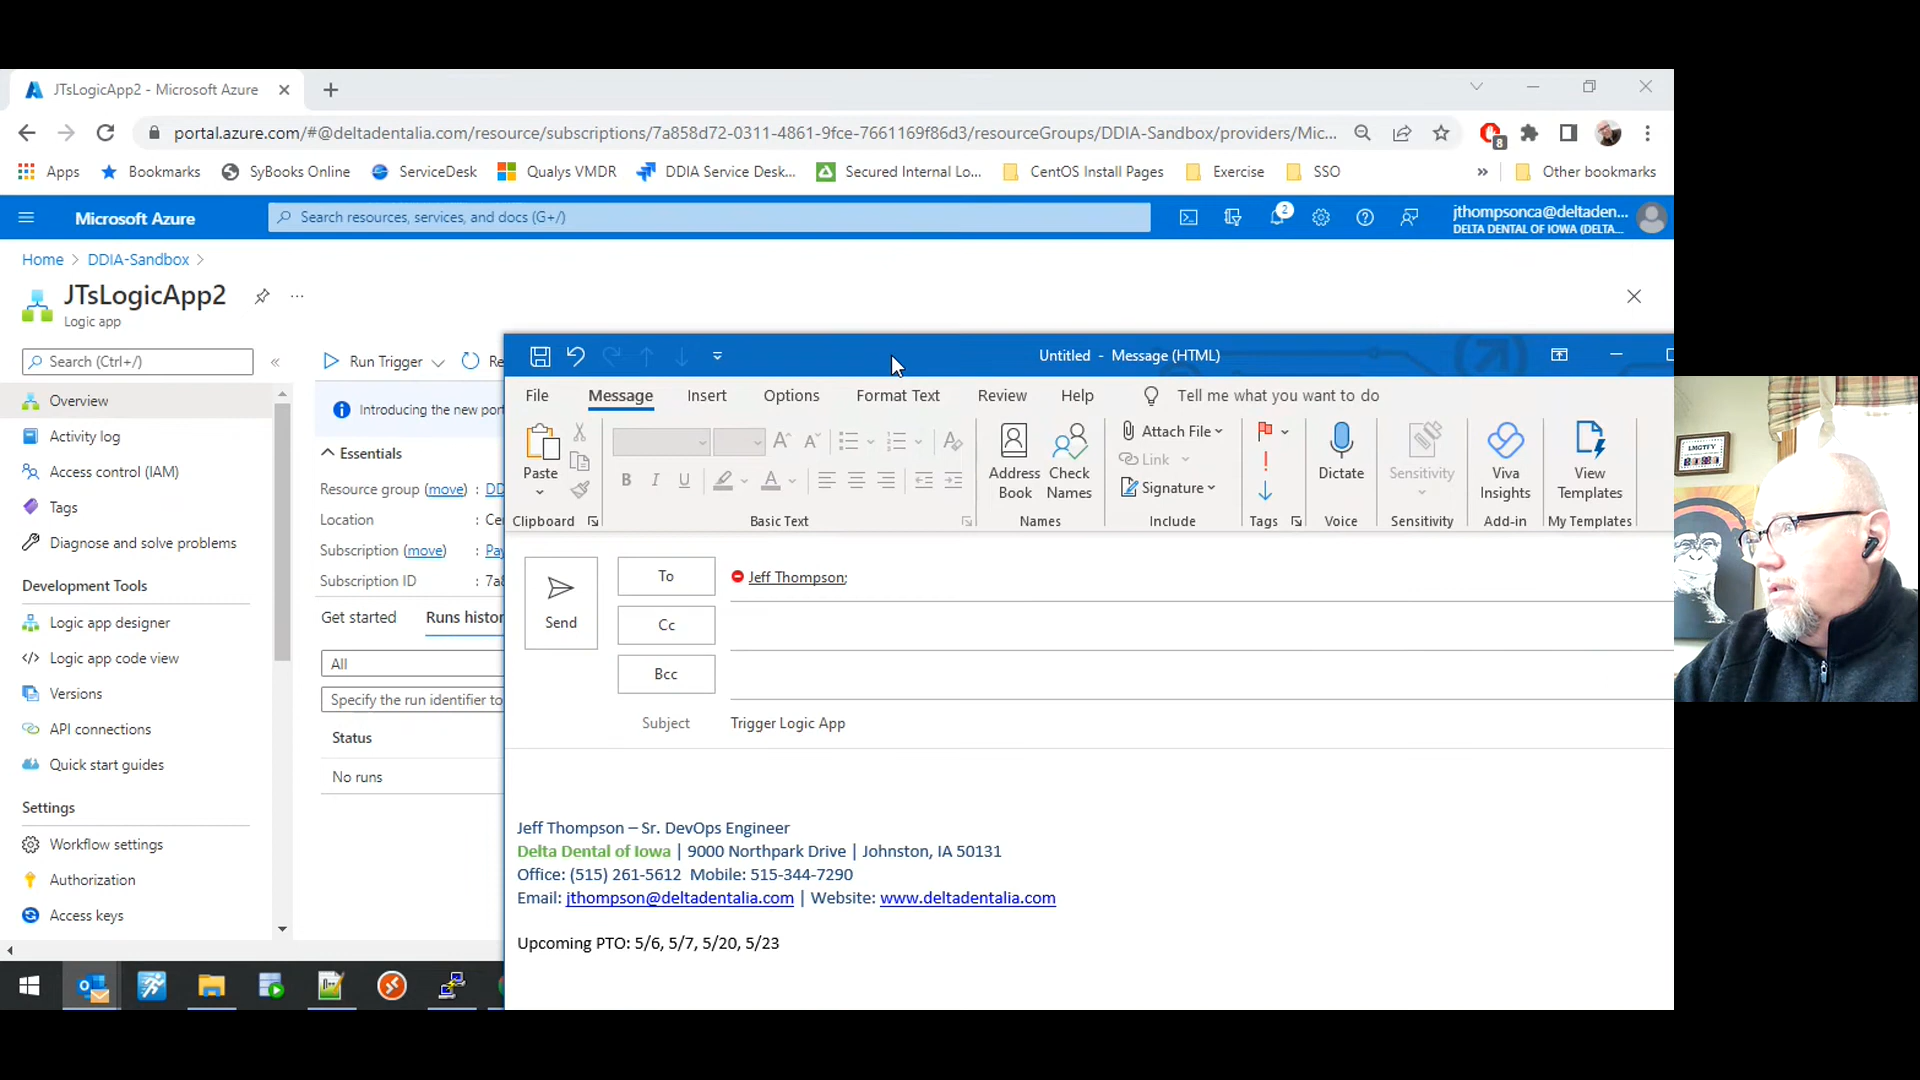 JTsLogicApp2 - Microsoft Azure
portal.azure.com/#@deltadentalia.com/resource/subscriptions/7a858d72-0311-4861-9fce-7661169f86d3/resourceGroups/DDIA-Sandbox/providers/Mic...
8
Apps Bookmarks SyBooks Online ServiceDesk Qualys VMDR DDIA Service Desk... Secured Internal Lo... CentOS Install Pages Exercise SSO » Other bookmarks
Microsoft Azure Search resources, services, and docs (G+/) 2 jthompsonca@deltaden...
DELTA DENTAL OF IOWA (DELTA...
Home > DDIA-Sandbox >
JTsLogicApp2 ...
Logic app
Search (Ctrl+/) « Run Trigger Re
Overview
Activity log
Access control (IAM)
Tags
Diagnose and solve problems
Development Tools
Logic app designer
Logic app code view
Versions
API connections
Quick start guides
Settings
Workflow settings
Authorization
Access keys
Introducing the new por
Essentials
Resource group (move) : DD
Location : Ce
Subscription (move) : Pay
Subscription ID : 7a8
Get started Runs histor
All
Specify the run identifier to
Status
No runs
Untitled - Message (HTML)
File Message Insert Options Format Text Review Help Tell me what you want to do
Paste
B I U A
Address Book
Check Names
Attach File
Link
Signature
Dictate
Sensitivity
Viva Insights
View Templates
Clipboard Basic Text Names Include Tags Voice Sensitivity Add-in My Templates
Send
To Jeff Thompson;
Cc
Bcc
Subject Trigger Logic App
Jeff Thompson – Sr. DevOps Engineer
Delta Dental of Iowa | 9000 Northpark Drive | Johnston, IA 50131
Office: (515) 261-5612 Mobile: 515-344-7290
Email: jthompson@deltadentalia.com | Website: www.deltadentalia.com
Upcoming PTO: 5/6, 5/7, 5/20, 5/23
LMGTFY